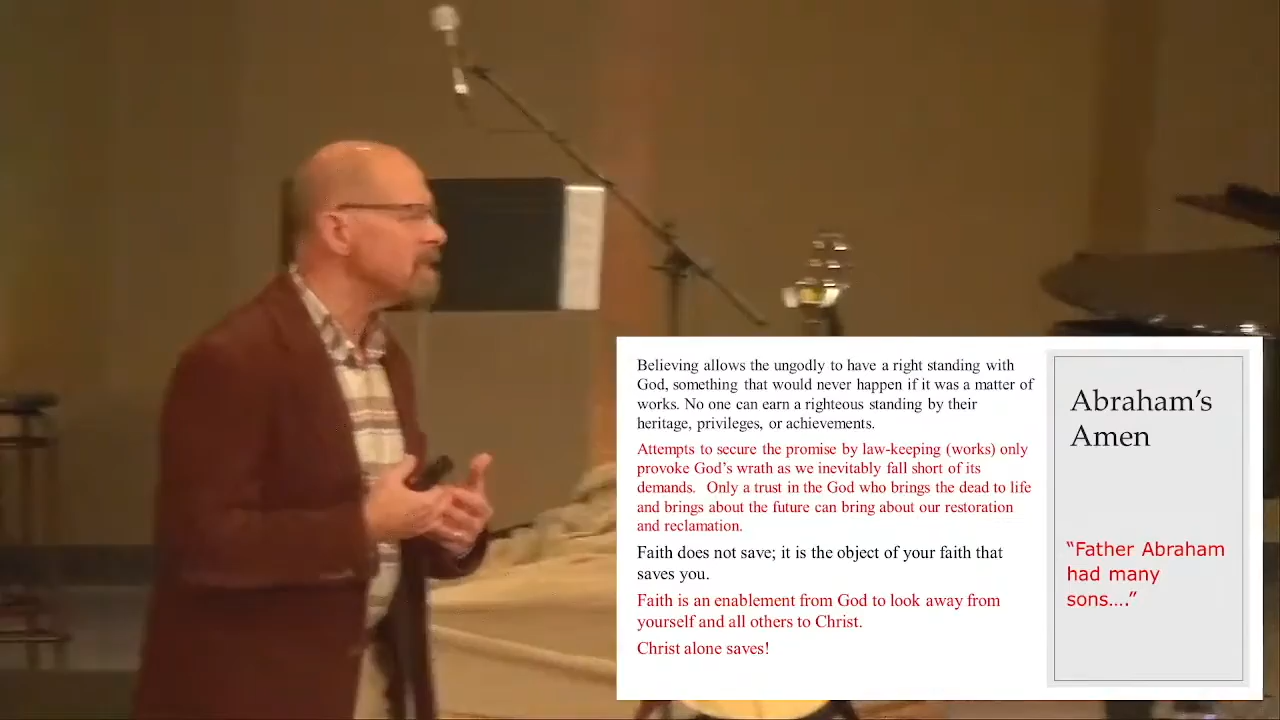 Believing allows the ungodly to have a right standing with
God, something that would never happen if it was a matter of
works. No one can earn a righteous standing by their
heritage, privileges, or achievements.
Attempts to secure the promise by law-keeping (works) only
provoke God’s wrath as we inevitably fall short of its
demands.  Only a trust in the God who brings the dead to life
and brings about the future can bring about our restoration
and reclamation.
Faith does not save; it is the object of your faith that
saves you.
Faith is an enablement from God to look away from
yourself and all others to Christ.
Christ alone saves!
Abraham’s
Amen
“Father Abraham
had many
sons….”